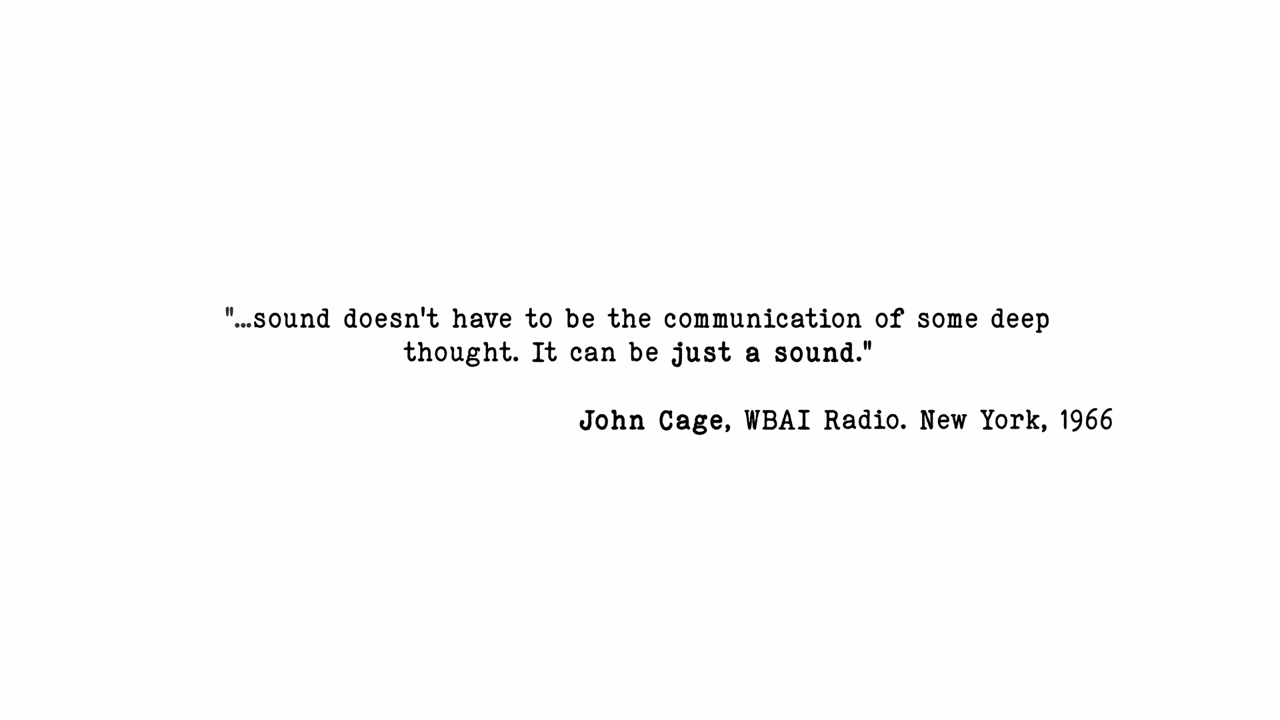 "...sound doesn't have to be the communication of some deep
thought. It can be just a sound."
John Cage, WBAI Radio. New York, 1966